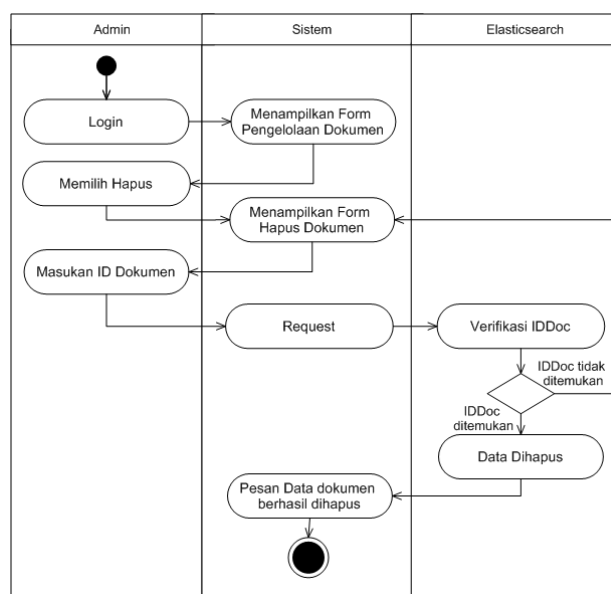 Admin
Sistem
Elasticsearch
Login
Menampilkan Form
Pengelolaan Dokumen
Memilih Hapus
Menampilkan Form
Hapus Dokumen
Masukan ID Dokumen
Request
Verifikasi IDDoc
IDDoc tidak
ditemukan
IDDoc
ditemukan
Data Dihapus
Pesan Data dokumen
berhasil dihapus